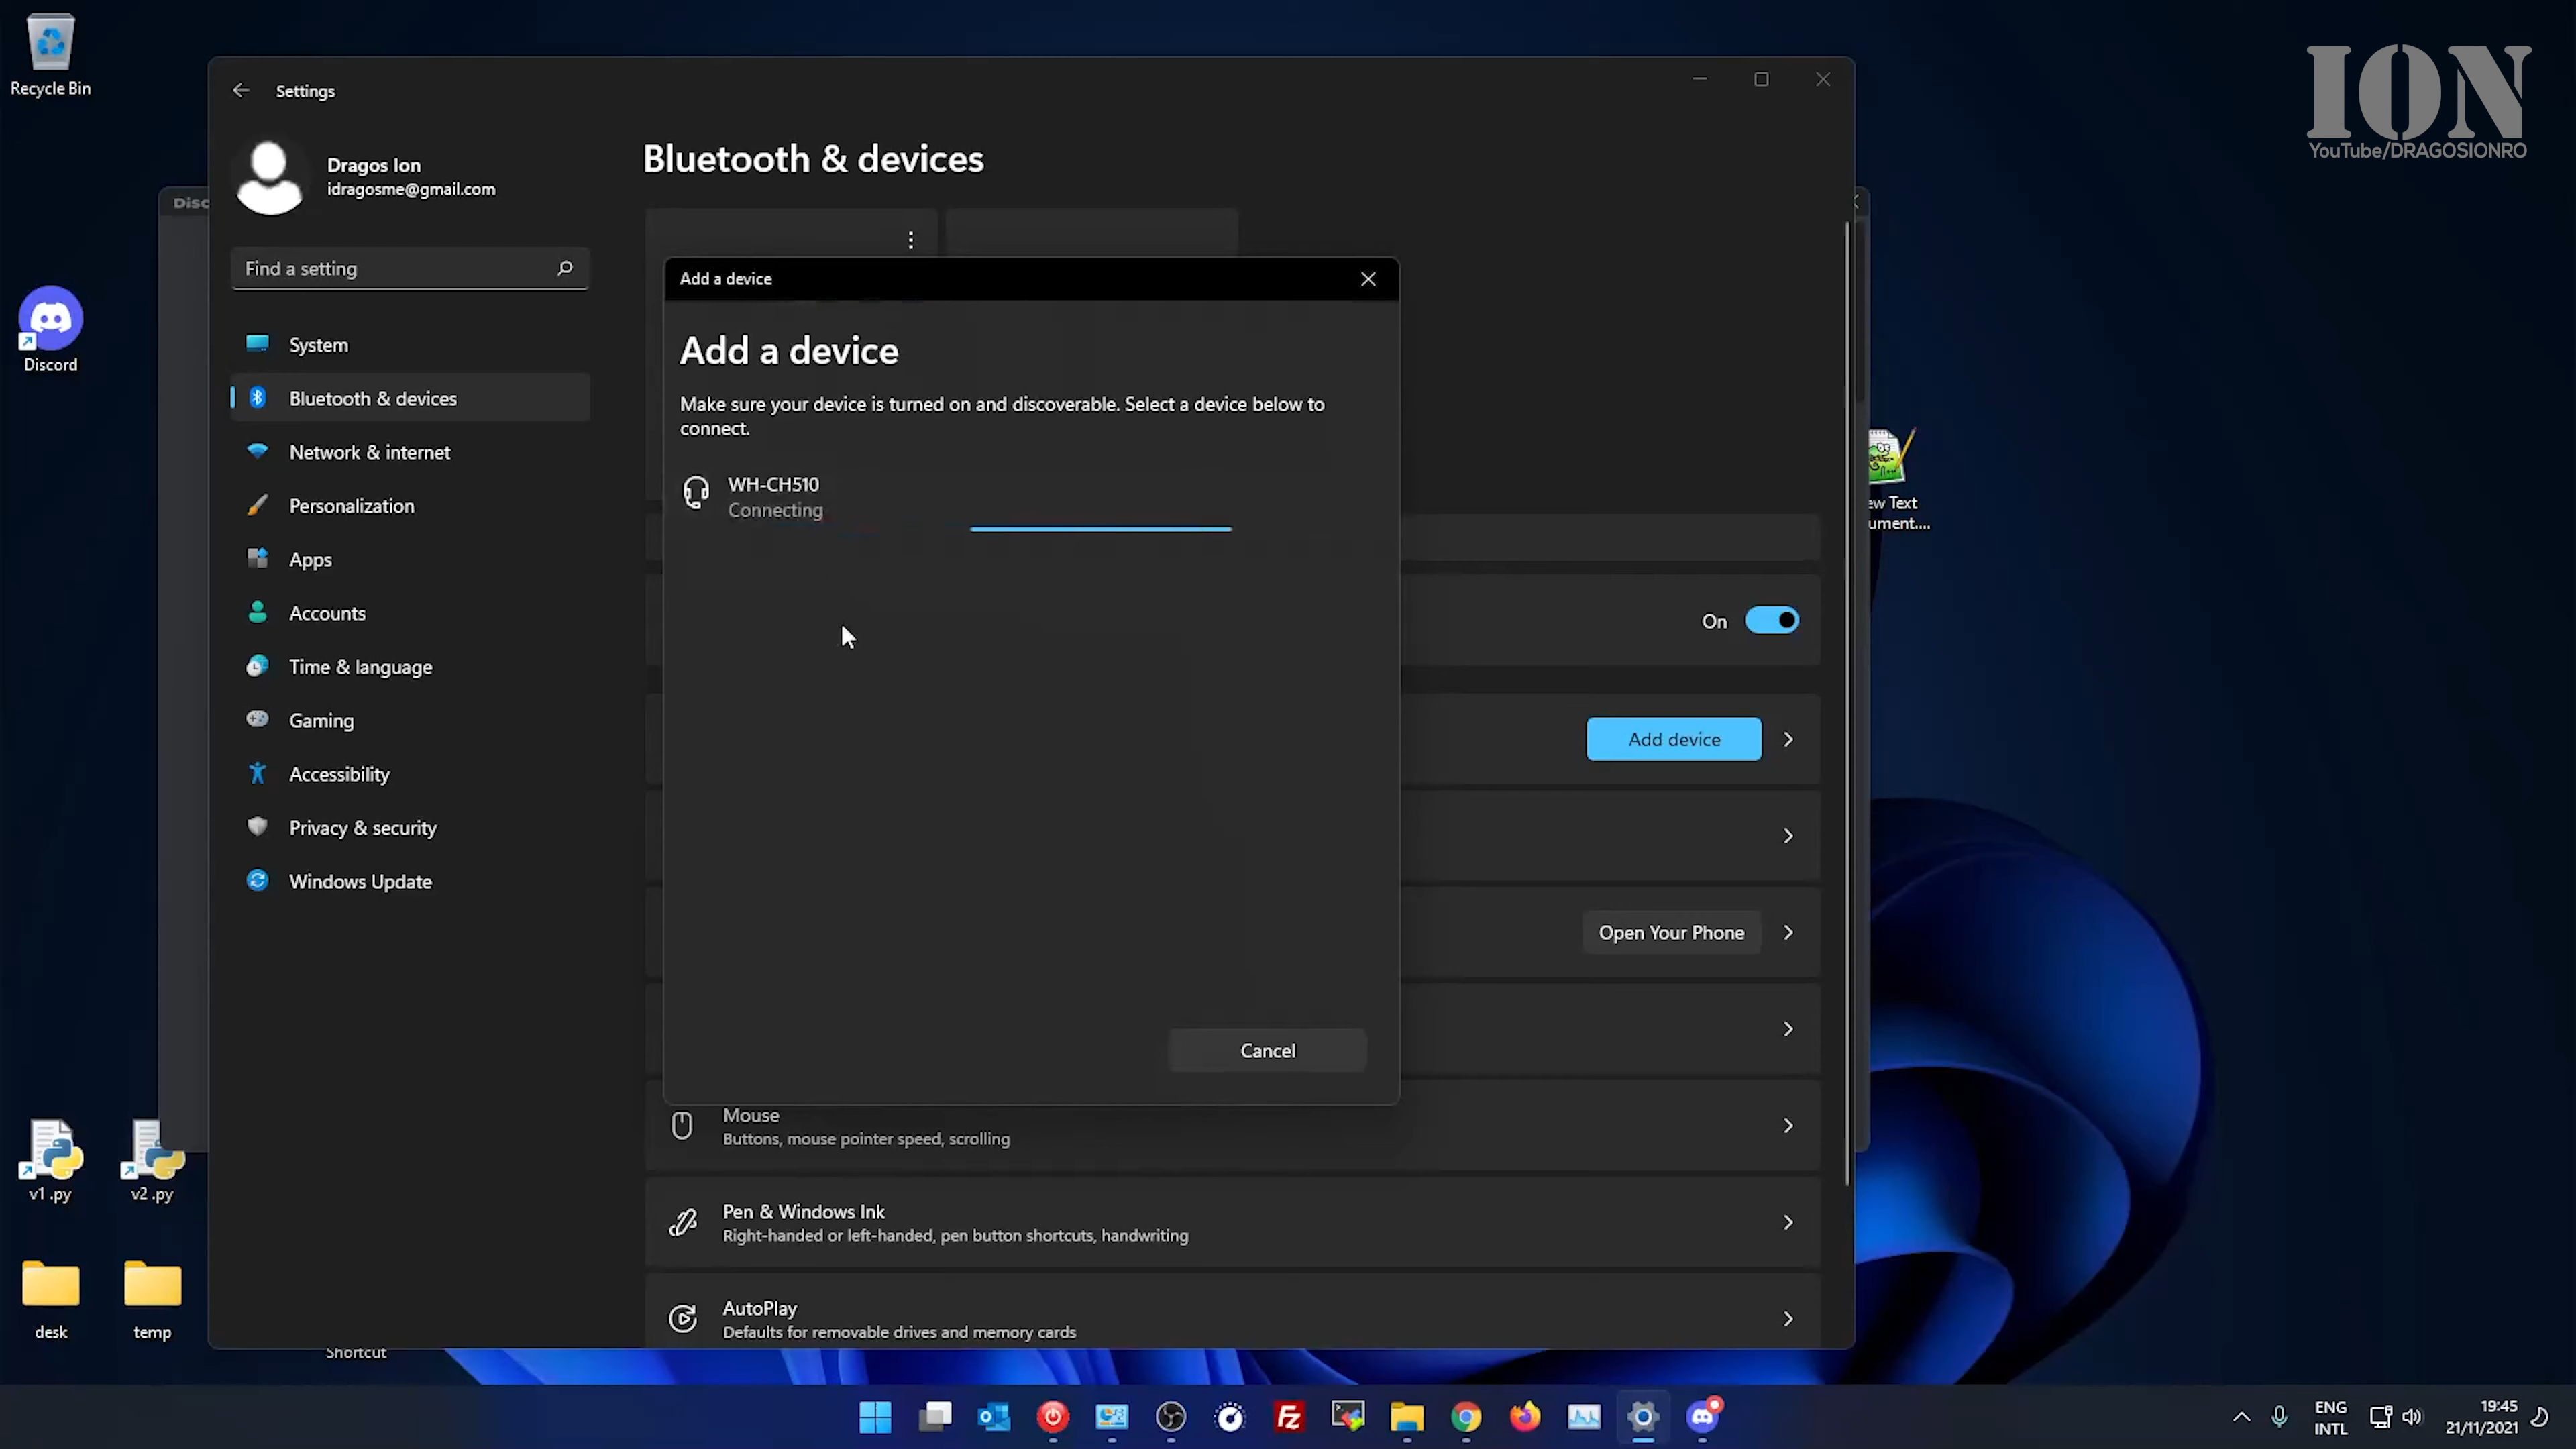 Recycle Bin
Discord
v1 .py
v2 .py
desk
temp
Shortcut
Disc
Settings
Dragos Ion
idragosme@gmail.com
Find a setting
System
Bluetooth & devices
Network & internet
Personalization
Apps
Accounts
Time & language
Gaming
Accessibility
Privacy & security
Windows Update
Bluetooth & devices
Add a device
Add a device
Make sure your device is turned on and discoverable. Select a device below to
connect.
WH-CH510
Connecting
Cancel
On
Add device
Open Your Phone
Mouse
Buttons, mouse pointer speed, scrolling
Pen & Windows Ink
Right-handed or left-handed, pen button shortcuts, handwriting
AutoPlay
Defaults for removable drives and memory cards
ew Text
ument....
ION
YouTube/DRAGOSIONRO
Fz
ENG
INTL
19:45
21/11/2021